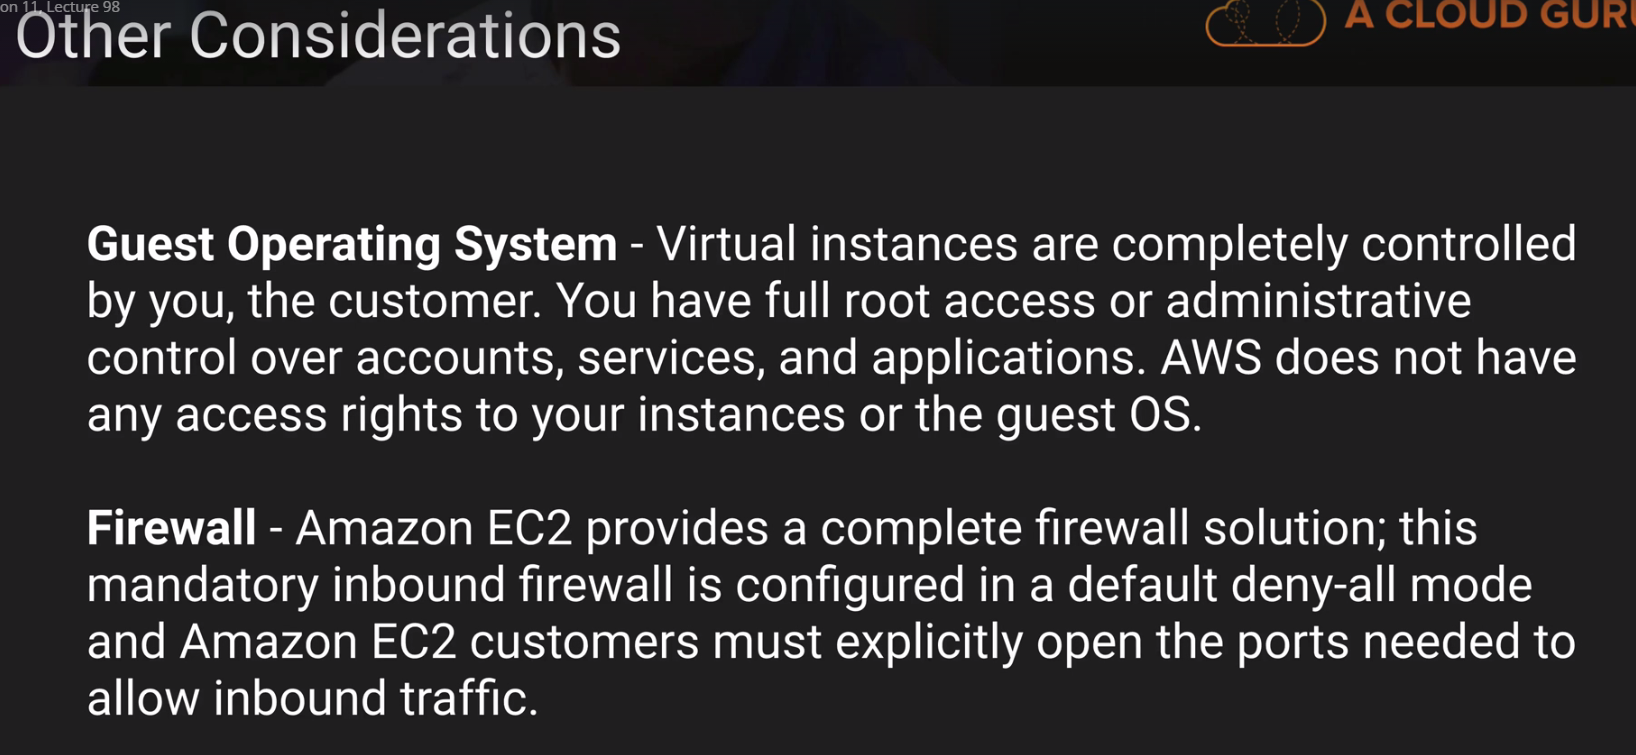 on 11, Lecture 98
Other Considerations
A CLOUD GURU
Guest Operating System - Virtual instances are completely controlled
by you, the customer. You have full root access or administrative
control over accounts, services, and applications. AWS does not have
any access rights to your instances or the guest OS.
Firewall - Amazon EC2 provides a complete firewall solution; this
mandatory inbound firewall is configured in a default deny-all mode
and Amazon EC2 customers must explicitly open the ports needed to
allow inbound traffic.